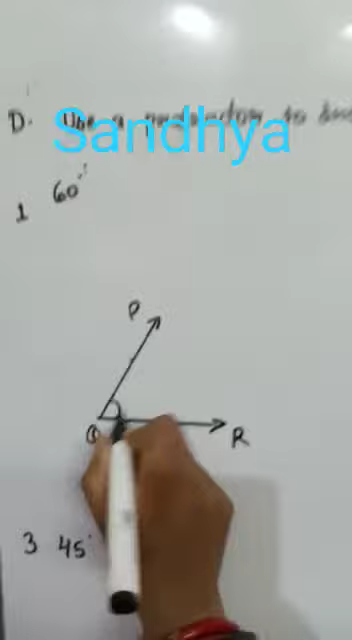 D. Use a protractor to
Sandhya
1 60°
P
Q
R
3 45°